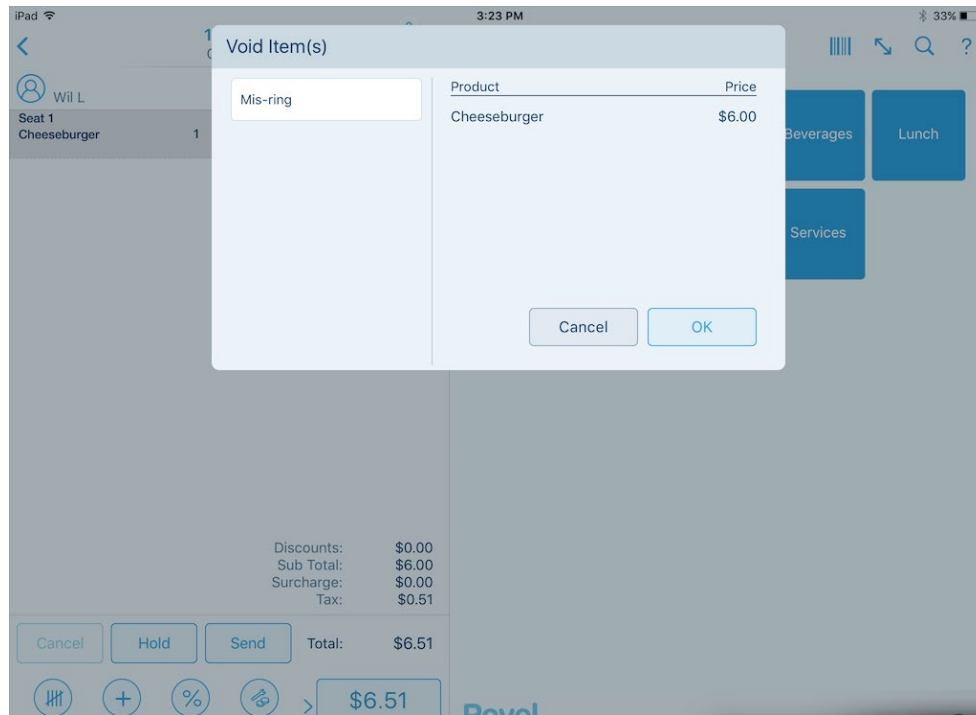 iPad 3:23 PM 33%
Void Item(s)
Wil L
Seat 1
Cheeseburger 1
Mis-ring
Product Price
Cheeseburger $6.00
Beverages Lunch
Services
Cancel OK
Discounts: $0.00
Sub Total: $6.00
Surcharge: $0.00
Tax: $0.51
Cancel Hold Send Total: $6.51
% > $6.51
?